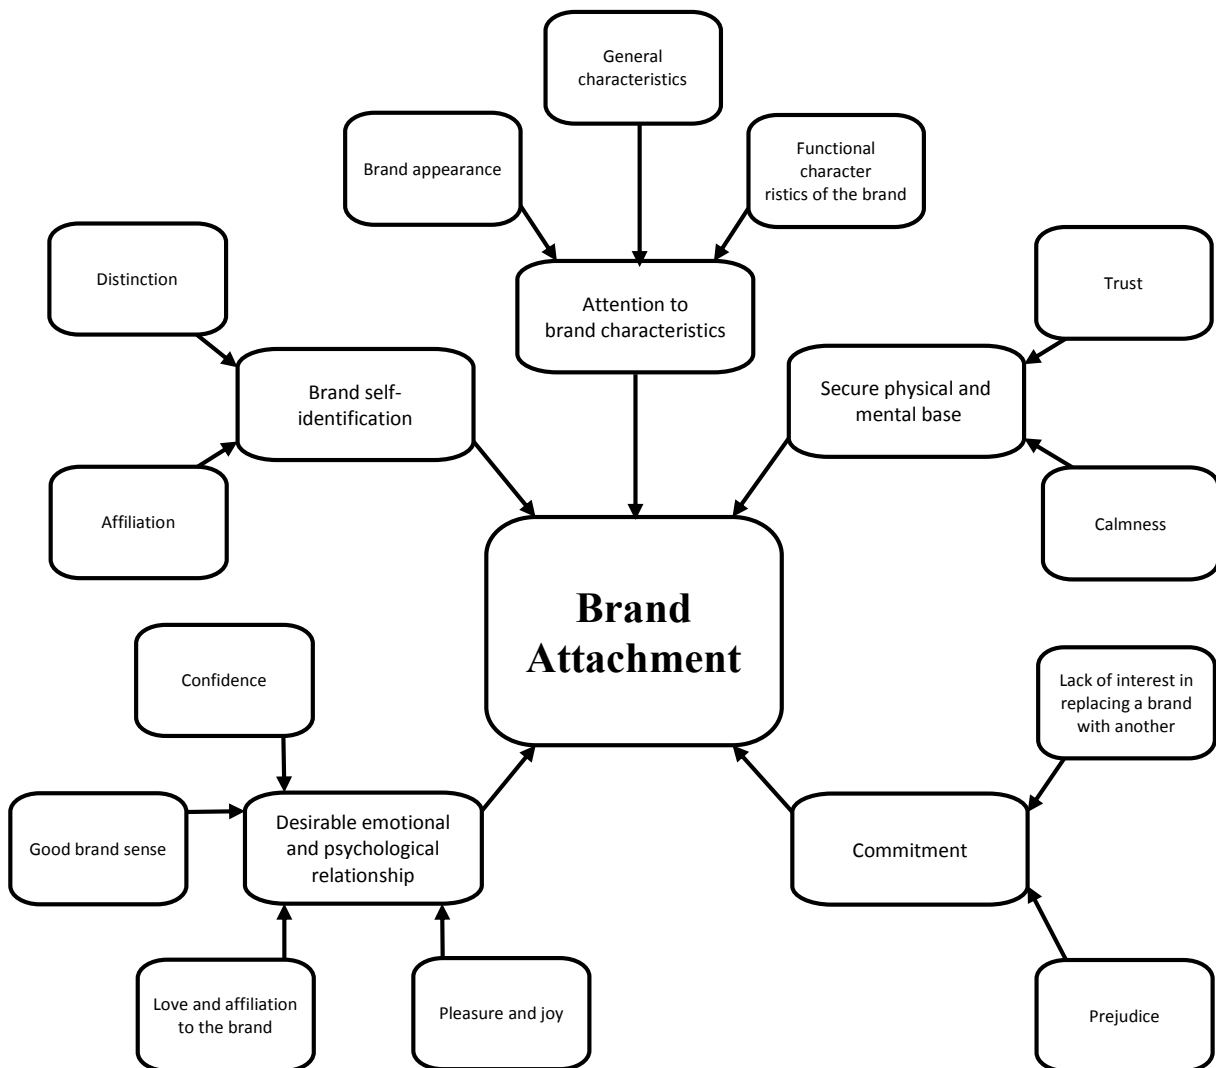 General
characteristics
Brand appearance
Functional
character
ristics of the brand
Distinction
Trust
Attention to
brand characteristics
Brand self-
identification
Secure physical and
mental base
Affiliation
Calmness
Brand
Attachment
Confidence
Lack of interest in
replacing a brand
with another
Good brand sense
Desirable emotional
and psychological
relationship
Commitment
Love and affiliation
to the brand
Pleasure and joy
Prejudice